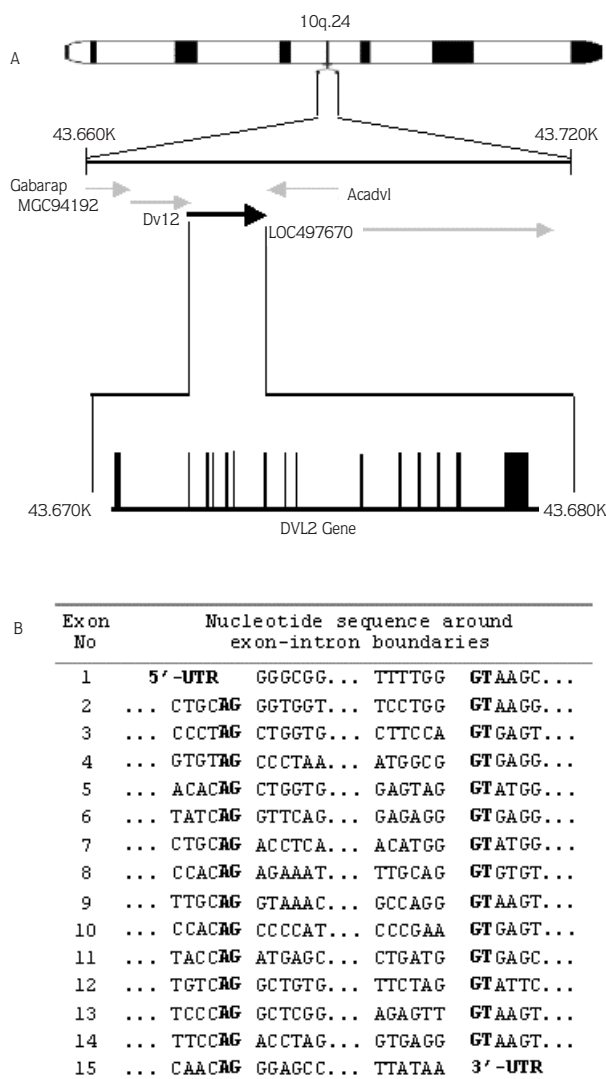 10q.24
A
43.660K 43.720K
Gabarap
MGC94192
Acadvl
Dv12
LOC497670
43.670K 43.680K
DVL2 Gene
B
Exon No Nucleotide sequence around exon-intron boundaries
1 5′-UTR GGGCGG... TTTTGG GTAAGC...
2 ... CTGCAG GGTGGT... TCCTGG GTAAGG...
3 ... CCCTAG CTGGTG... CTTCCA GTGAGT...
4 ... GTGTAG CCCTAA... ATGGCG GTGAGG...
5 ... ACACAG CTGGTG... GAGTAG GTATGG...
6 ... TATCAG GTTCAG... GAGAGG GTGAGG...
7 ... CTGCAG ACCTCA... ACATGG GTATGG...
8 ... CCACAG AGAAAT... TTGCAG GTGTGT...
9 ... TTGCAG GTAAAC... GCCAGG GTAAGT...
10 ... CCACAG CCCCAT... CCCGAA GTGAGT...
11 ... TACCAG ATGAGC... CTGATG GTGAGC...
12 ... TGTCAG GCTGTG... TTCTAG GTATTC...
13 ... TCCCAG GCTCGG... AGAGTT GTAAGT...
14 ... TTCCAG ACCTAG... GTGAGG GTAAGT...
15 ... CAACAG GGAGCC... TTATAA 3′-UTR